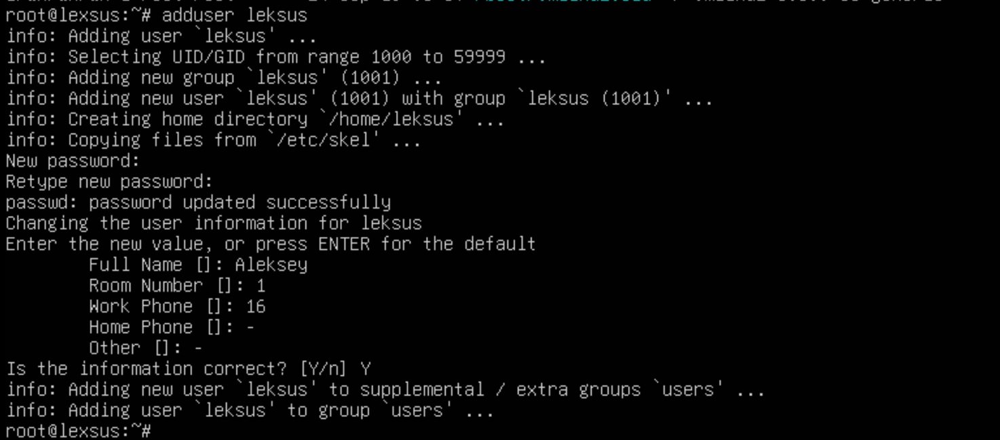 root@lexsus:~# adduser leksus
info: Adding user `leksus' ...
info: Selecting UID/GID from range 1000 to 59999 ...
info: Adding new group `leksus' (1001) ...
info: Adding new user `leksus' (1001) with group `leksus (1001)' ...
info: Creating home directory `/home/leksus' ...
info: Copying files from `/etc/skel' ...
New password:
Retype new password:
passwd: password updated successfully
Changing the user information for leksus
Enter the new value, or press ENTER for the default
Full Name []: Aleksey
Room Number []: 1
Work Phone []: 16
Home Phone []: -
Other []: -
Is the information correct? [Y/n] Y
info: Adding new user `leksus' to supplemental / extra groups `users' ...
info: Adding user `leksus' to group `users' ...
root@lexsus:~#